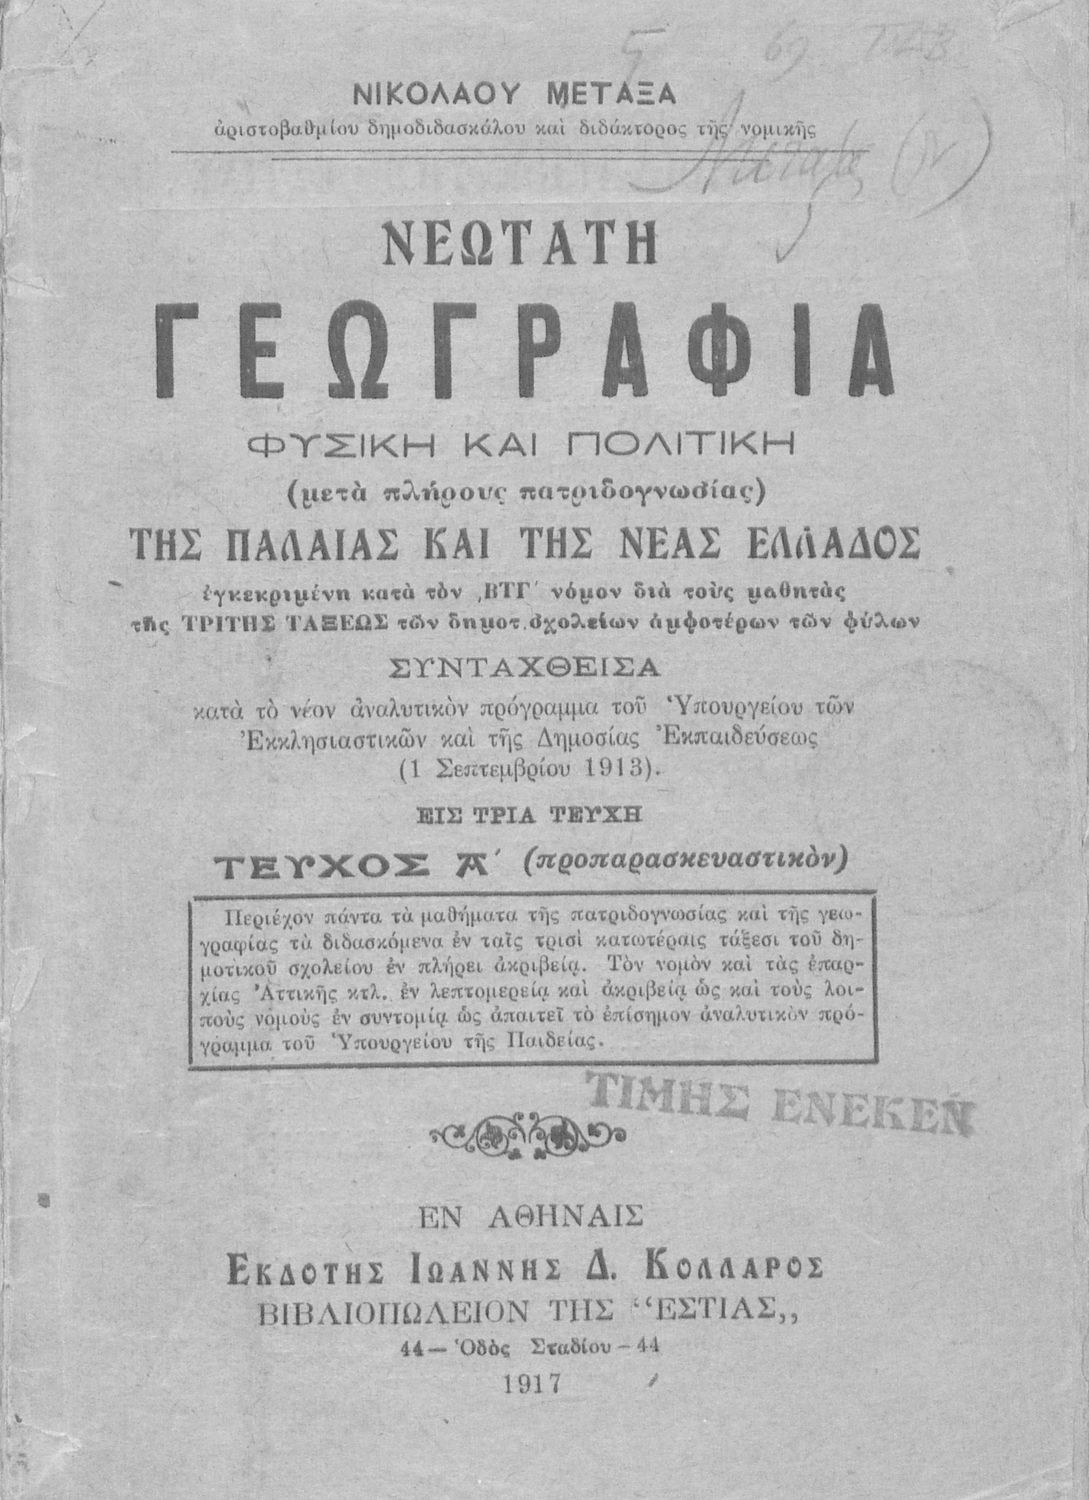 5 69 ΓΕΒ
ΝΙΚΟΛΑΟΥ ΜΕΤΑΞΑ
ἀριστοβαθμίου δημοδιδασκάλου καὶ διδάκτορος τῆς νομικῆς
Μεταξᾶς (Ν)
ΝΕΩΤΑΤΗ
ΓΕΩΓΡΑΦΙΑ
ΦΥΣΙΚΗ ΚΑΙ ΠΟΛΙΤΙΚΗ
(μετὰ πλήρους πατριδογνωσίας)
ΤΗΣ ΠΑΛΑΙΑΣ ΚΑΙ ΤΗΣ ΝΕΑΣ ΕΛΛΑΔΟΣ
ἐγκεκριμένη κατὰ τὸν ͵ΒΤΓ΄ νόμον διὰ τοὺς μαθητὰς
τῆς ΤΡΙΤΗΣ ΤΑΞΕΩΣ τῶν δημοτ. σχολείων ἀμφοτέρων τῶν φύλων
ΣΥΝΤΑΧΘΕΙΣΑ
κατὰ τὸ νέον ἀναλυτικὸν πρόγραμμα τοῦ Ὑπουργείου τῶν
Ἐκκλησιαστικῶν καὶ τῆς Δημοσίας Ἐκπαιδεύσεως
(1 Σεπτεμβρίου 1913).
ΕΙΣ ΤΡΙΑ ΤΕΥΧΗ
ΤΕΥΧΟΣ Α΄ (προπαρασκευαστικὸν)
Περιέχον πάντα τὰ μαθήματα τῆς πατριδογνωσίας καὶ τῆς γεω-
γραφίας τὰ διδασκόμενα ἐν ταῖς τρισὶ κατωτέραις τάξεσι τοῦ δη-
μοτικοῦ σχολείου ἐν πλήρει ἀκριβείᾳ. Τὸν νομὸν καὶ τὰς ἐπαρ-
χίας Ἀττικῆς κτλ. ἐν λεπτομερείᾳ καὶ ἀκριβείᾳ ὡς καὶ τοὺς λοι-
ποὺς νομοὺς ἐν συντομίᾳ ὡς ἀπαιτεῖ τὸ ἐπίσημον ἀναλυτικὸν πρό-
γραμμα τοῦ Ὑπουργείου τῆς Παιδείας.
ΤΙΜΗΣ ΕΝΕΚΕΝ
ΕΝ ΑΘΗΝΑΙΣ
ΕΚΔΟΤΗΣ ΙΩΑΝΝΗΣ Δ. ΚΟΛΛΑΡΟΣ
ΒΙΒΛΙΟΠΩΛΕΙΟΝ ΤΗΣ “ΕΣΤΙΑΣ,,
44 — Ὁδὸς Σταδίου — 44
1917